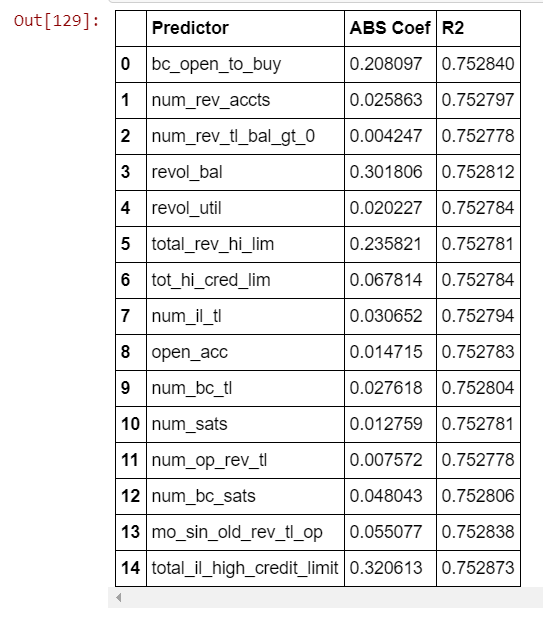 Out[129]:
Predictor ABS Coef R2
0 bc_open_to_buy 0.208097 0.752840
1 num_rev_accts 0.025863 0.752797
2 num_rev_tl_bal_gt_0 0.004247 0.752778
3 revol_bal 0.301806 0.752812
4 revol_util 0.020227 0.752784
5 total_rev_hi_lim 0.235821 0.752781
6 tot_hi_cred_lim 0.067814 0.752784
7 num_il_tl 0.030652 0.752794
8 open_acc 0.014715 0.752783
9 num_bc_tl 0.027618 0.752804
10 num_sats 0.012759 0.752781
11 num_op_rev_tl 0.007572 0.752778
12 num_bc_sats 0.048043 0.752806
13 mo_sin_old_rev_tl_op 0.055077 0.752838
14 total_il_high_credit_limit 0.320613 0.752873